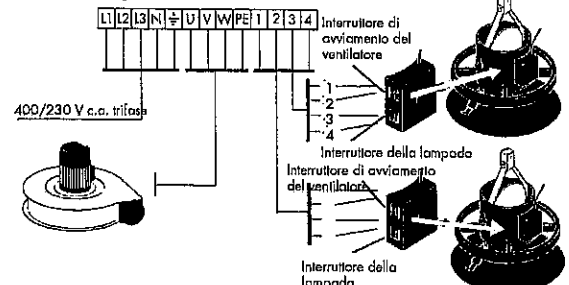 L1 L2 L3 N ⏚ U V W PE 1 2 3 4
Interruttore di
avviamento del
ventilatore
400/230 V c.a. trifase
1
2
3
4
Interruttore della lampada
Interruttore di avviamento
del ventilatore
Interruttore della
lampada